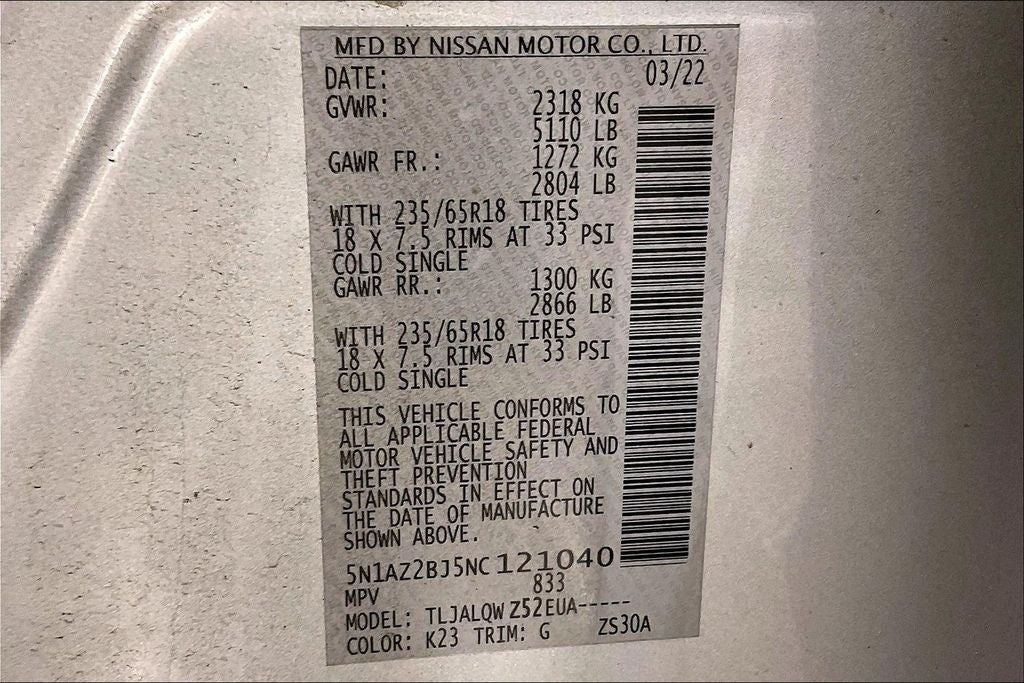 MFD BY NISSAN MOTOR CO., LTD.
DATE: 03/22
GVWR: 2318 KG
5110 LB
GAWR FR.: 1272 KG
2804 LB
WITH 235/65R18 TIRES
18 X 7.5 RIMS AT 33 PSI
COLD SINGLE
GAWR RR.: 1300 KG
2866 LB
WITH 235/65R18 TIRES
18 X 7.5 RIMS AT 33 PSI
COLD SINGLE
THIS VEHICLE CONFORMS TO
ALL APPLICABLE FEDERAL
MOTOR VEHICLE SAFETY AND
THEFT PREVENTION
STANDARDS IN EFFECT ON
THE DATE OF MANUFACTURE
SHOWN ABOVE.
5N1AZ2BJ5NC121040
MPV 833
MODEL: TLJALQWZ52EUA-----
COLOR: K23 TRIM: G ZS30A